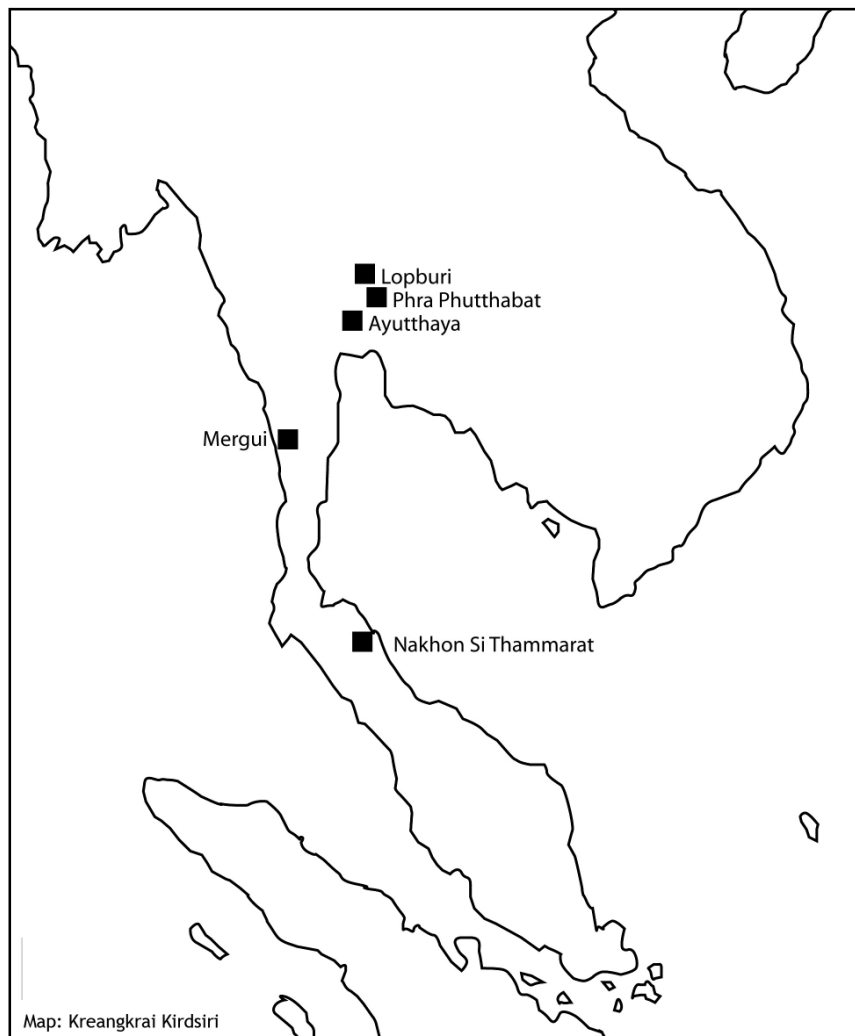 Lopburi
Phra Phutthabat
Ayutthaya
Mergui
Nakhon Si Thammarat
Map: Kreangkrai Kirdsiri